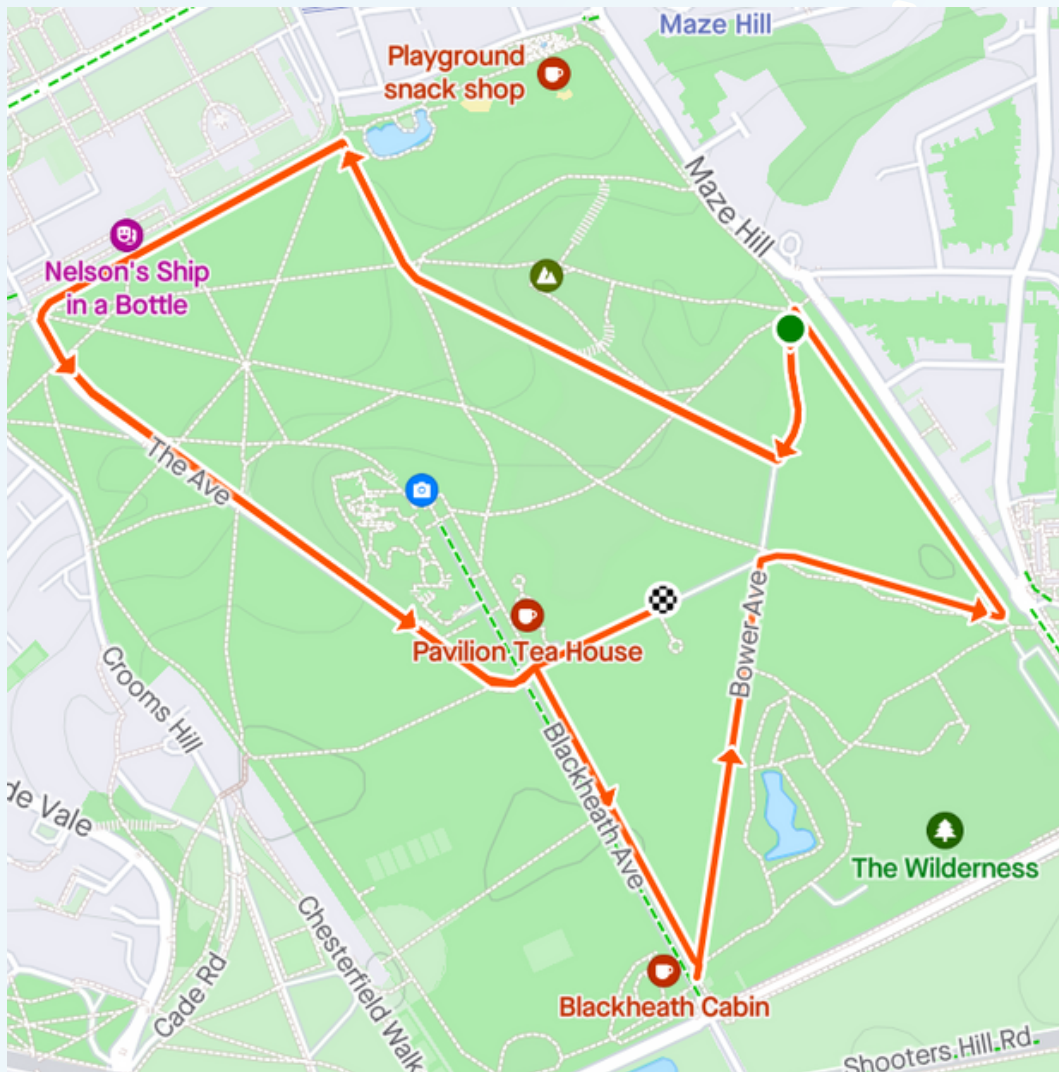 Maze Hill
Playground
snack shop
Maze Hill
Nelson's Ship
in a Bottle
The Ave
Pavilion Tea House
Bower Ave
Crooms Hill
Blackheath Ave
de Vale
The Wilderness
Chesterfield Walk
Cade Rd
Blackheath Cabin
Shooters Hill Rd